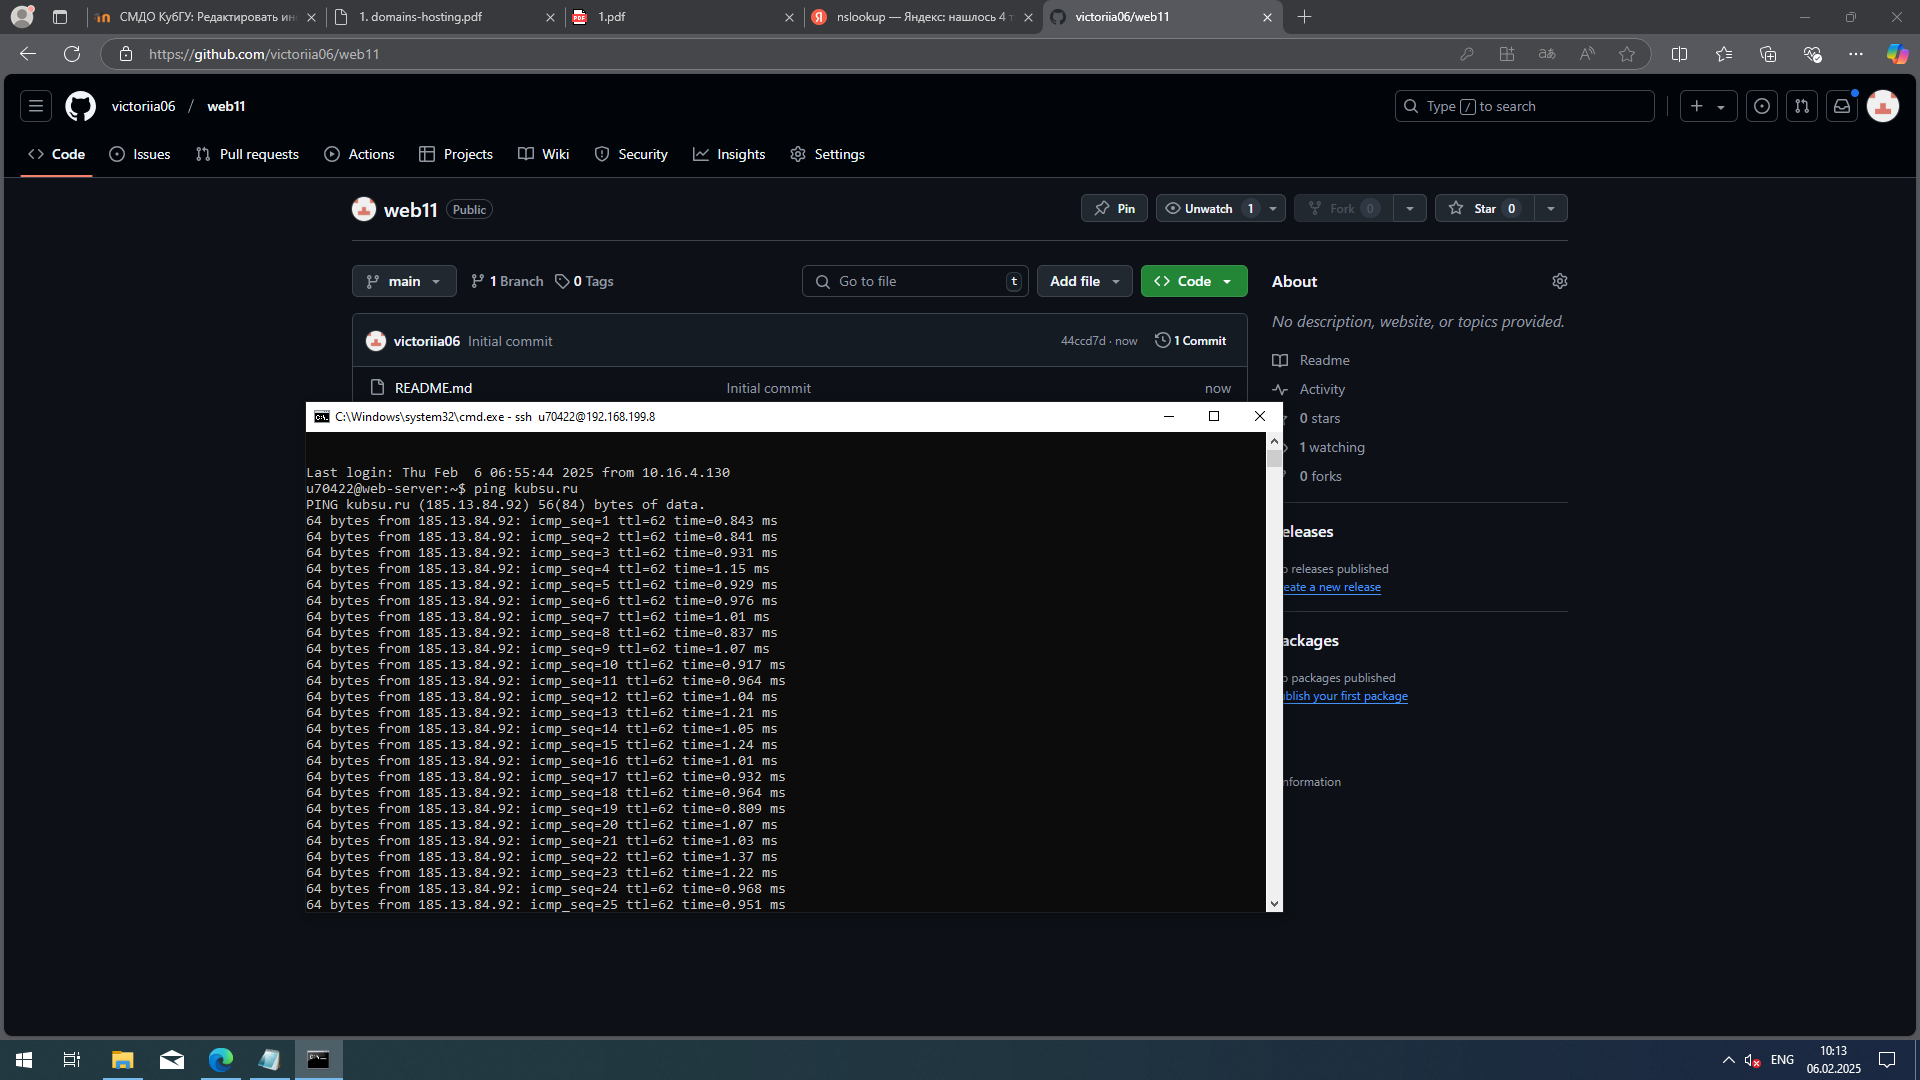 СМДО КубГУ: Редактировать ин
1. domains-hosting.pdf
1.pdf
nslookup — Яндекс: нашлось 4 т
victoriia06/web11
https://github.com/victoriia06/web11
victoriia06 / web11
Type / to search
Code
Issues
Pull requests
Actions
Projects
Wiki
Security
Insights
Settings
web11 Public
Pin
Unwatch 1
Fork 0
Star 0
main
1 Branch
0 Tags
Go to file t
Add file
Code
About
No description, website, or topics provided.
victoriia06 Initial commit 44ccd7d · now 1 Commit
README.md Initial commit now
Readme
Activity
0 stars
1 watching
0 forks
eleases
o releases published
eate a new release
ackages
o packages published
blish your first package
nformation
C:\Windows\system32\cmd.exe - ssh u70422@192.168.199.8
Last login: Thu Feb  6 06:55:44 2025 from 10.16.4.130
u70422@web-server:~$ ping kubsu.ru
PING kubsu.ru (185.13.84.92) 56(84) bytes of data.
64 bytes from 185.13.84.92: icmp_seq=1 ttl=62 time=0.843 ms
64 bytes from 185.13.84.92: icmp_seq=2 ttl=62 time=0.841 ms
64 bytes from 185.13.84.92: icmp_seq=3 ttl=62 time=0.931 ms
64 bytes from 185.13.84.92: icmp_seq=4 ttl=62 time=1.15 ms
64 bytes from 185.13.84.92: icmp_seq=5 ttl=62 time=0.929 ms
64 bytes from 185.13.84.92: icmp_seq=6 ttl=62 time=0.976 ms
64 bytes from 185.13.84.92: icmp_seq=7 ttl=62 time=1.01 ms
64 bytes from 185.13.84.92: icmp_seq=8 ttl=62 time=0.837 ms
64 bytes from 185.13.84.92: icmp_seq=9 ttl=62 time=1.07 ms
64 bytes from 185.13.84.92: icmp_seq=10 ttl=62 time=0.917 ms
64 bytes from 185.13.84.92: icmp_seq=11 ttl=62 time=0.964 ms
64 bytes from 185.13.84.92: icmp_seq=12 ttl=62 time=1.04 ms
64 bytes from 185.13.84.92: icmp_seq=13 ttl=62 time=1.21 ms
64 bytes from 185.13.84.92: icmp_seq=14 ttl=62 time=1.05 ms
64 bytes from 185.13.84.92: icmp_seq=15 ttl=62 time=1.24 ms
64 bytes from 185.13.84.92: icmp_seq=16 ttl=62 time=1.01 ms
64 bytes from 185.13.84.92: icmp_seq=17 ttl=62 time=0.932 ms
64 bytes from 185.13.84.92: icmp_seq=18 ttl=62 time=0.964 ms
64 bytes from 185.13.84.92: icmp_seq=19 ttl=62 time=0.809 ms
64 bytes from 185.13.84.92: icmp_seq=20 ttl=62 time=1.07 ms
64 bytes from 185.13.84.92: icmp_seq=21 ttl=62 time=1.03 ms
64 bytes from 185.13.84.92: icmp_seq=22 ttl=62 time=1.37 ms
64 bytes from 185.13.84.92: icmp_seq=23 ttl=62 time=1.22 ms
64 bytes from 185.13.84.92: icmp_seq=24 ttl=62 time=0.968 ms
64 bytes from 185.13.84.92: icmp_seq=25 ttl=62 time=0.951 ms
ENG
10:13
06.02.2025